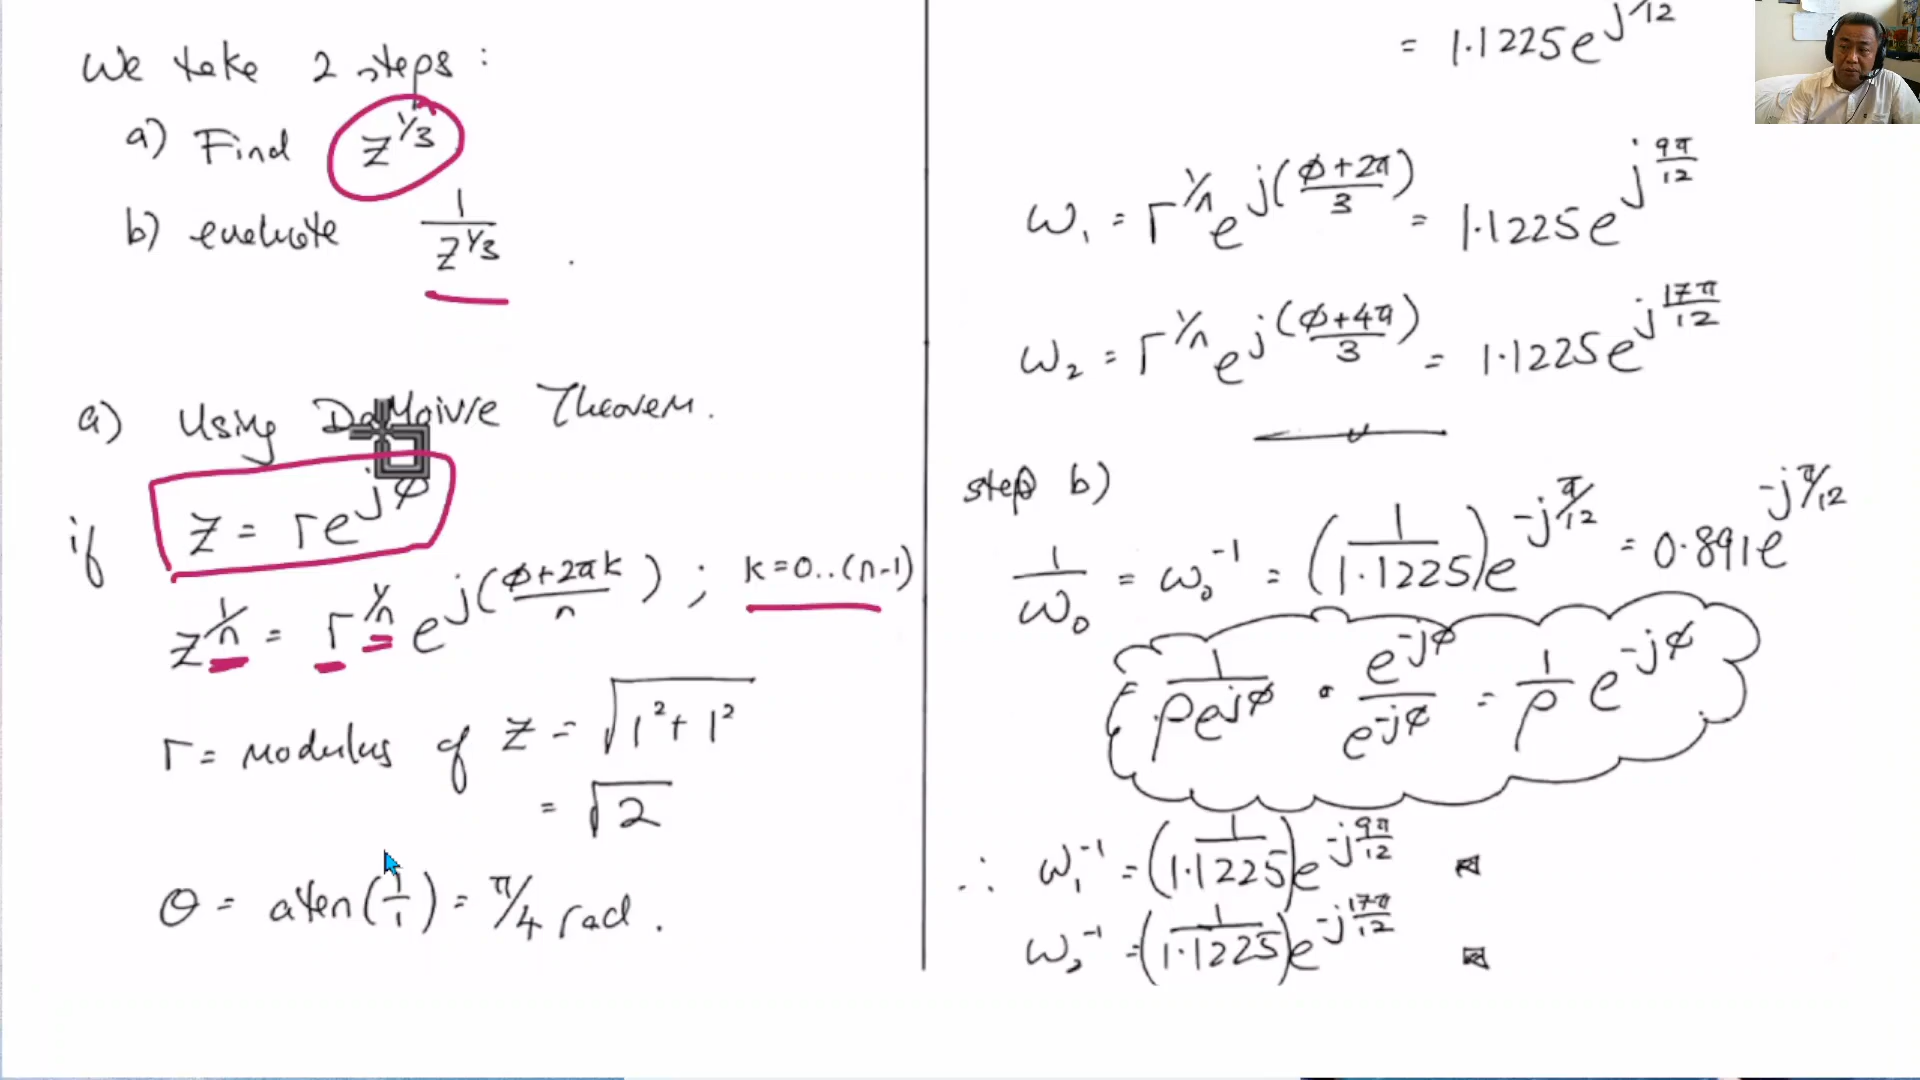 We take 2 steps :
a) Find z^1/3
b) evaluate 1/z^1/3 .
a) Using DeMoivre Theorem.
if z = re^jφ
z^1/n = r^1/n e^j(φ+2πk/n) ; k=0..(n-1)
r = modulus of z = √1²+1²
= √2
θ = atan(1/1) = π/4 rad .
= 1.1225e^jπ/12
ω₁ = r^1/n e^j(φ+2π/3) = 1.1225e^j9π/12
ω₂ = r^1/n e^j(φ+4π/3) = 1.1225e^j17π/12
step b)
1/ω₀ = ω₀⁻¹ = (1/1.1225)e^-jπ/12 = 0.891e^-jπ/12
1/ρe^jφ · e^-jφ/e^-jφ = 1/ρ e^-jφ
∴ ω₁⁻¹ = (1/1.1225)e^-j9π/12
ω₂⁻¹ = (1/1.1225)e^-j17π/12